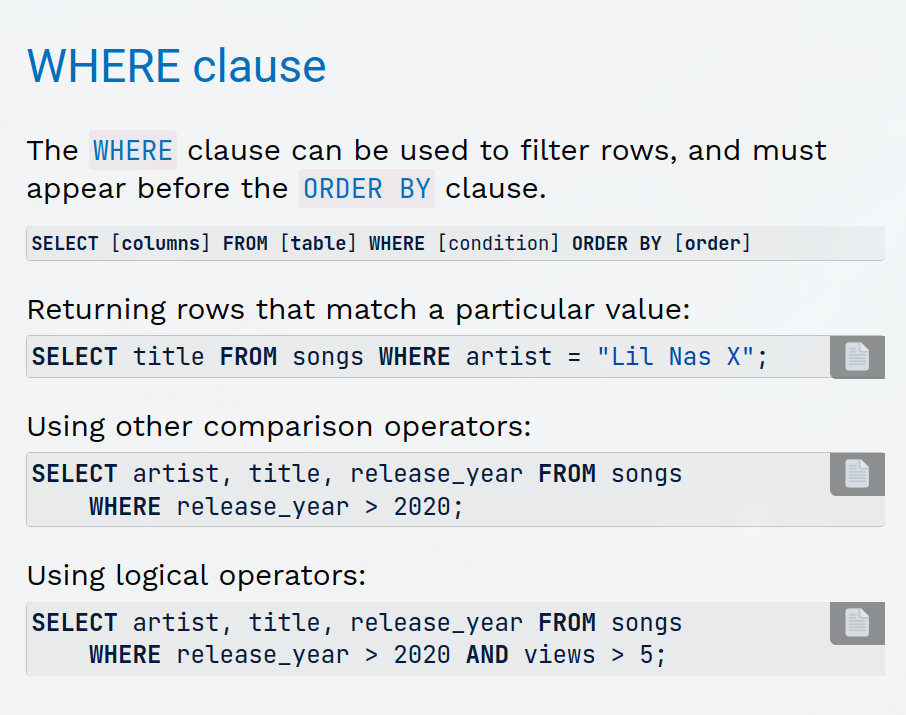 WHERE clause
The WHERE clause can be used to filter rows, and must
appear before the ORDER BY clause.
SELECT [columns] FROM [table] WHERE [condition] ORDER BY [order]
Returning rows that match a particular value:
SELECT title FROM songs WHERE artist = "Lil Nas X";
Using other comparison operators:
SELECT artist, title, release_year FROM songs
    WHERE release_year > 2020;
Using logical operators:
SELECT artist, title, release_year FROM songs
    WHERE release_year > 2020 AND views > 5;